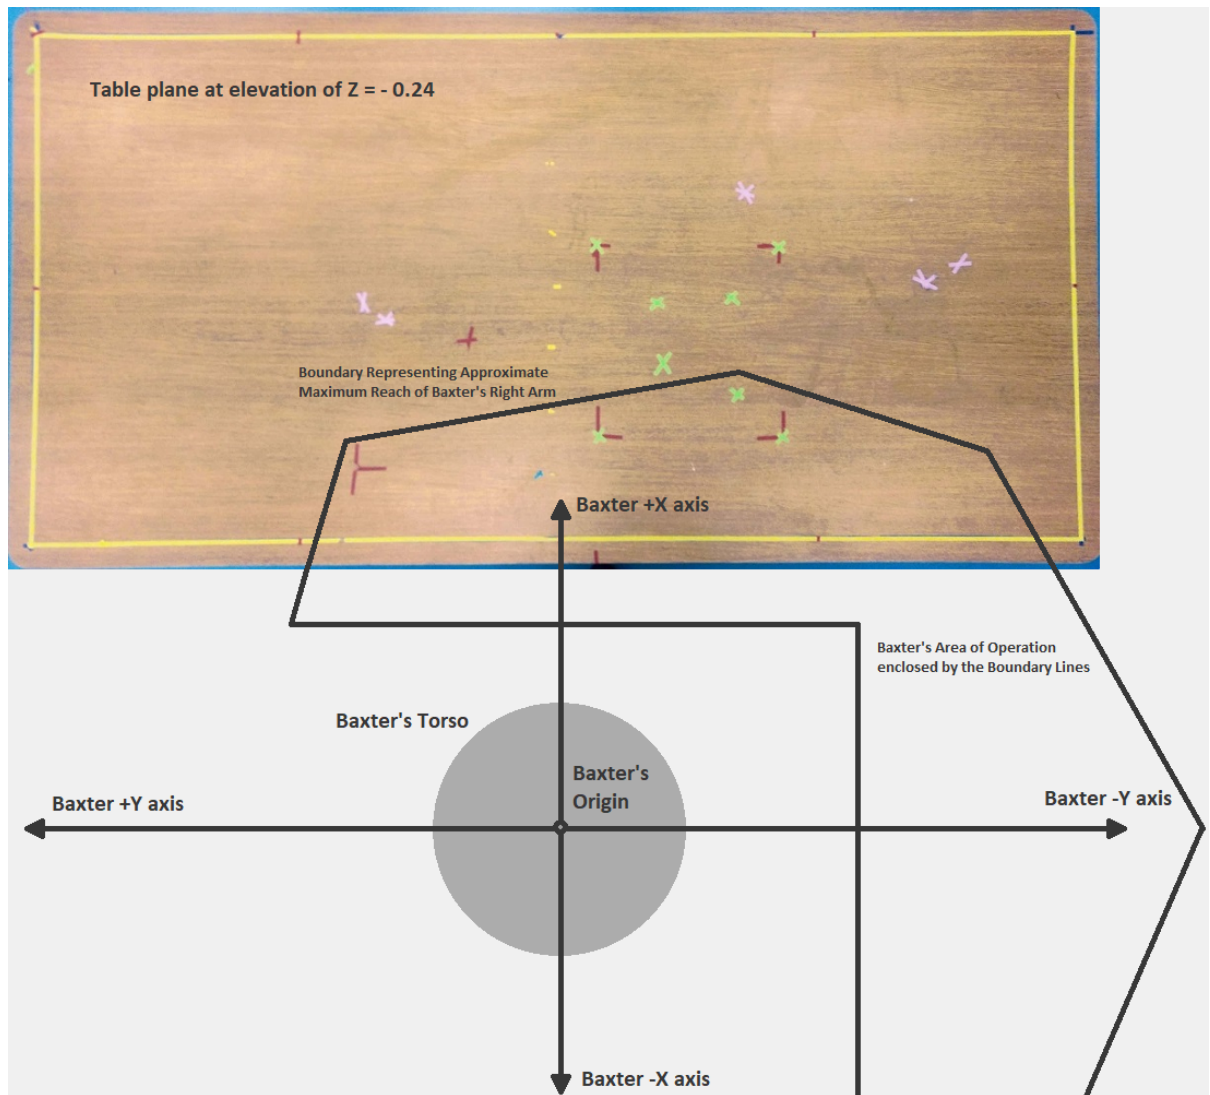 Table plane at elevation of Z = - 0.24
Boundary Representing Approximate
Maximum Reach of Baxter's Right Arm
Baxter +X axis
Baxter's Area of Operation
enclosed by the Boundary Lines
Baxter's Torso
Baxter's
Origin
Baxter +Y axis
Baxter -Y axis
Baxter -X axis